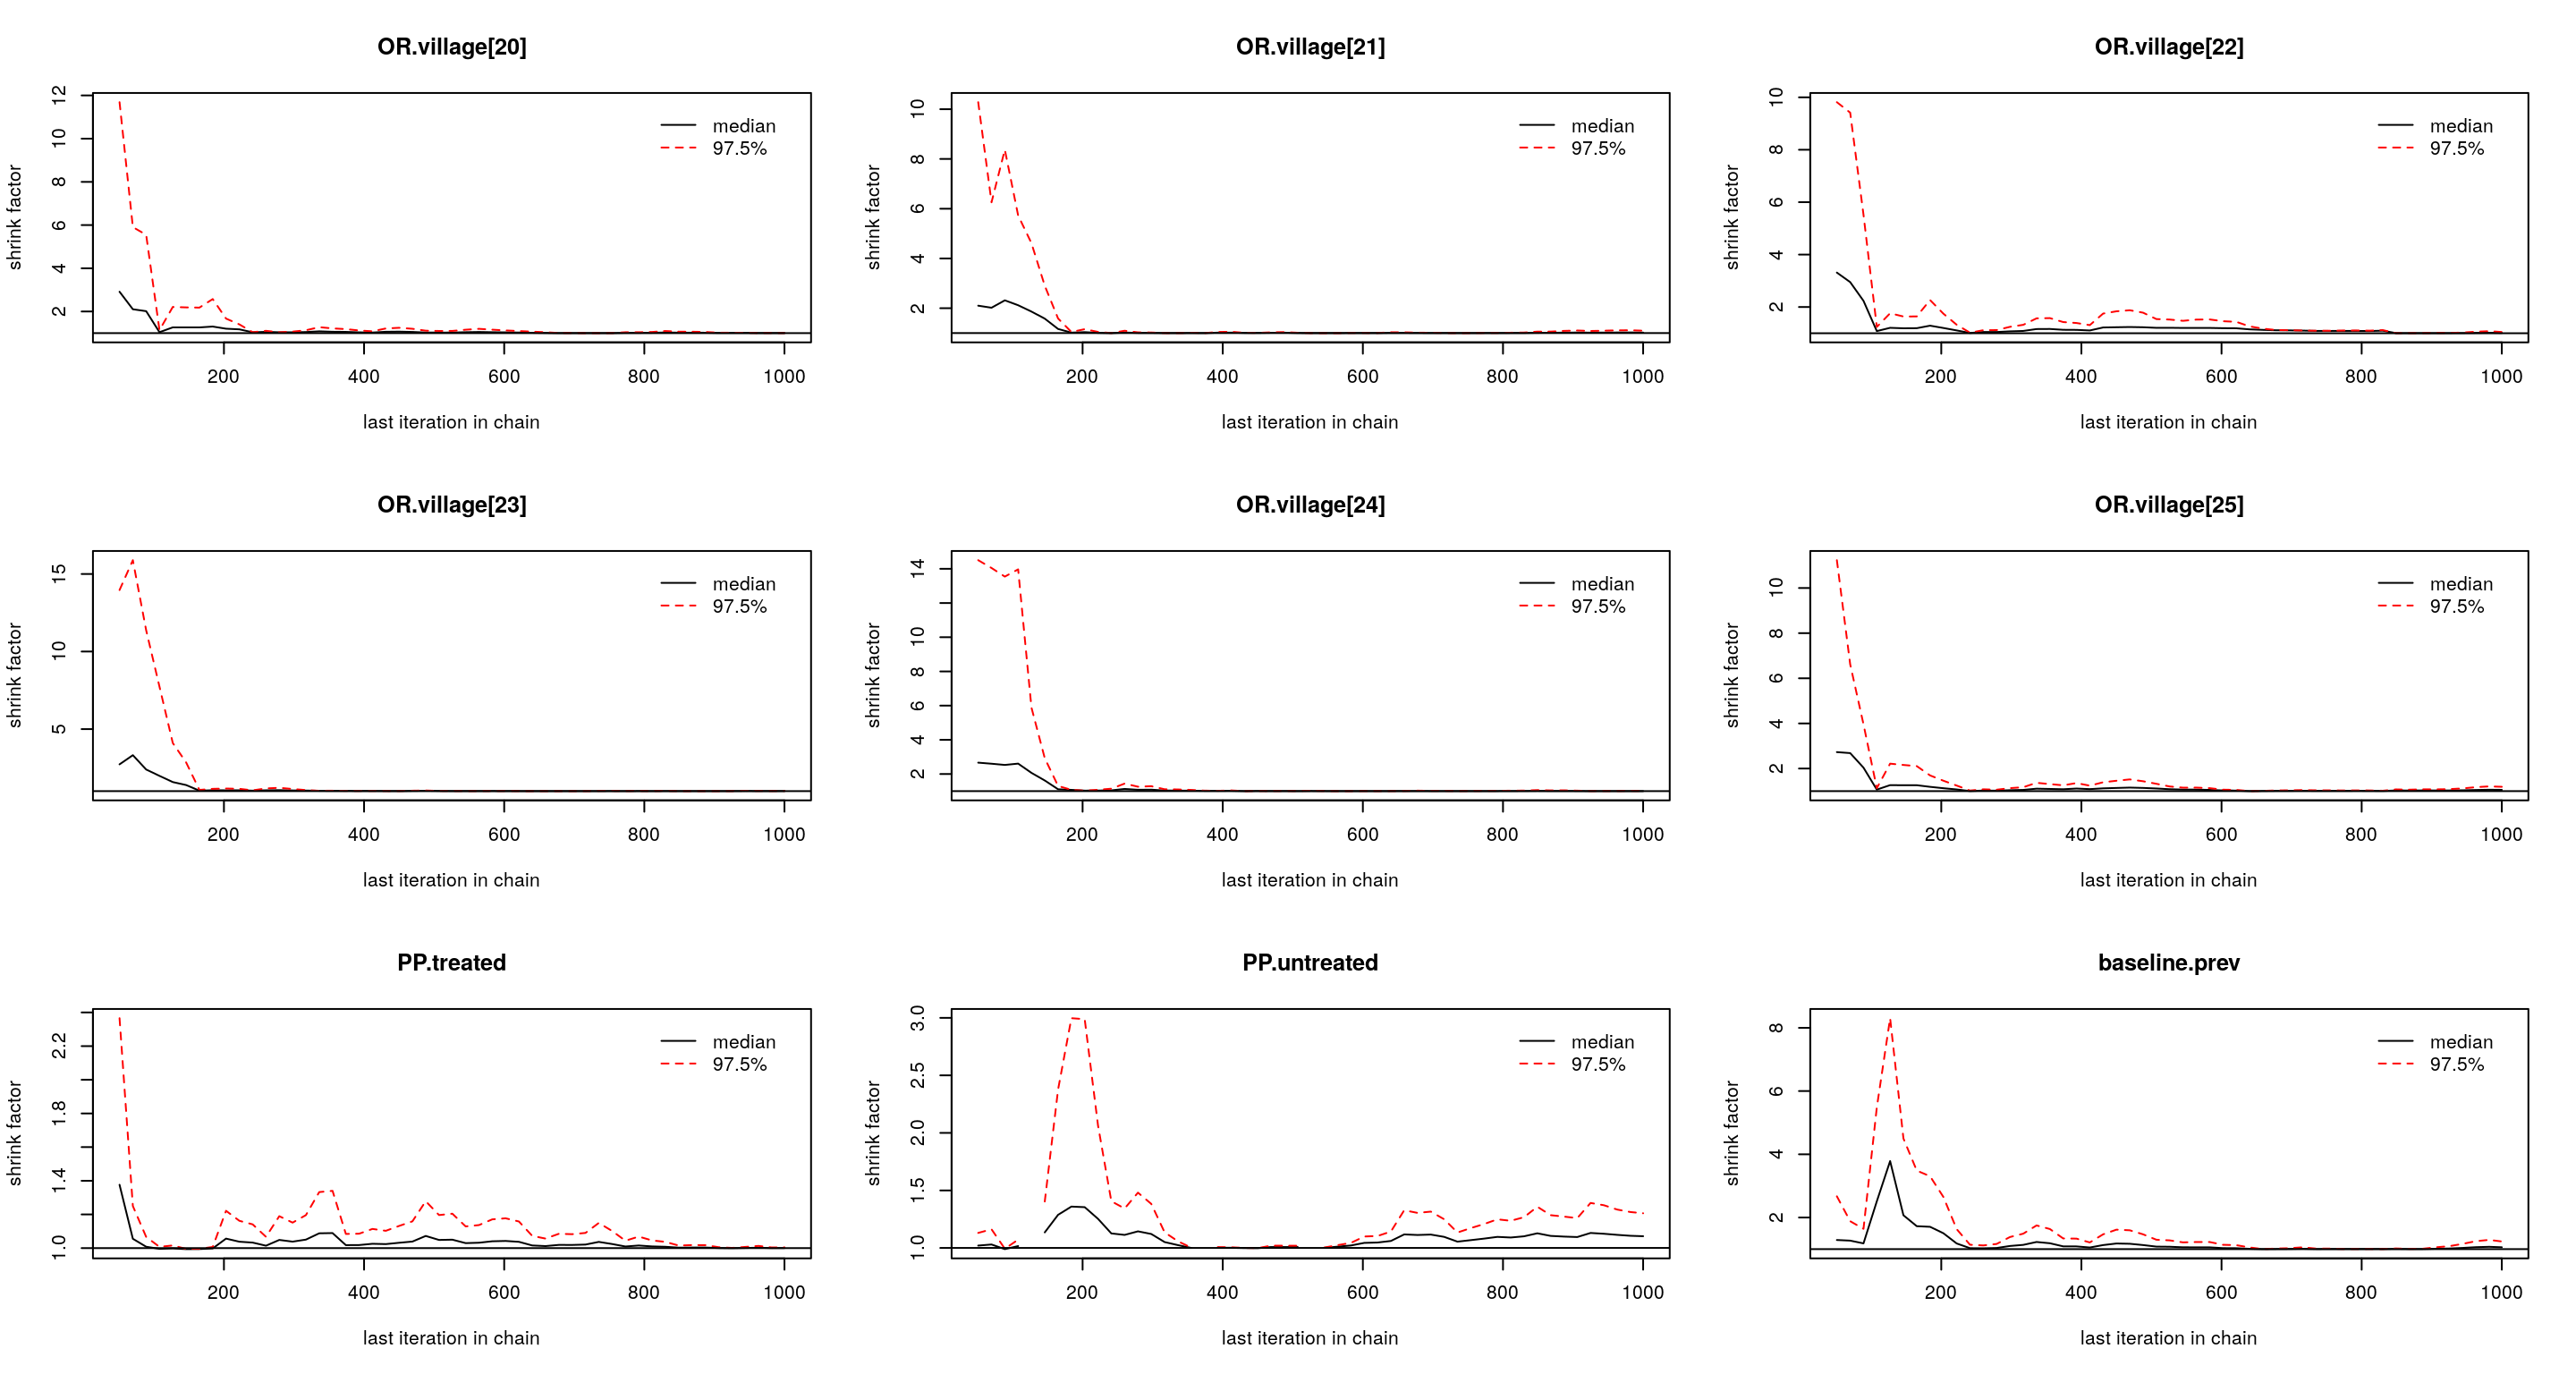 OR.village[20]
12
10
8
6
4
2
shrink factor
median
97.5%
200 400 600 800 1000
last iteration in chain
OR.village[21]
10
8
6
4
2
shrink factor
median
97.5%
200 400 600 800 1000
last iteration in chain
OR.village[22]
10
8
6
4
2
shrink factor
median
97.5%
200 400 600 800 1000
last iteration in chain
OR.village[23]
15
10
5
shrink factor
median
97.5%
200 400 600 800 1000
last iteration in chain
OR.village[24]
14
10
8
6
4
2
shrink factor
median
97.5%
200 400 600 800 1000
last iteration in chain
OR.village[25]
10
8
6
4
2
shrink factor
median
97.5%
200 400 600 800 1000
last iteration in chain
PP.treated
2.2
1.8
1.4
1.0
shrink factor
median
97.5%
200 400 600 800 1000
last iteration in chain
PP.untreated
3.0
2.5
2.0
1.5
1.0
shrink factor
median
97.5%
200 400 600 800 1000
last iteration in chain
baseline.prev
8
6
4
2
shrink factor
median
97.5%
200 400 600 800 1000
last iteration in chain